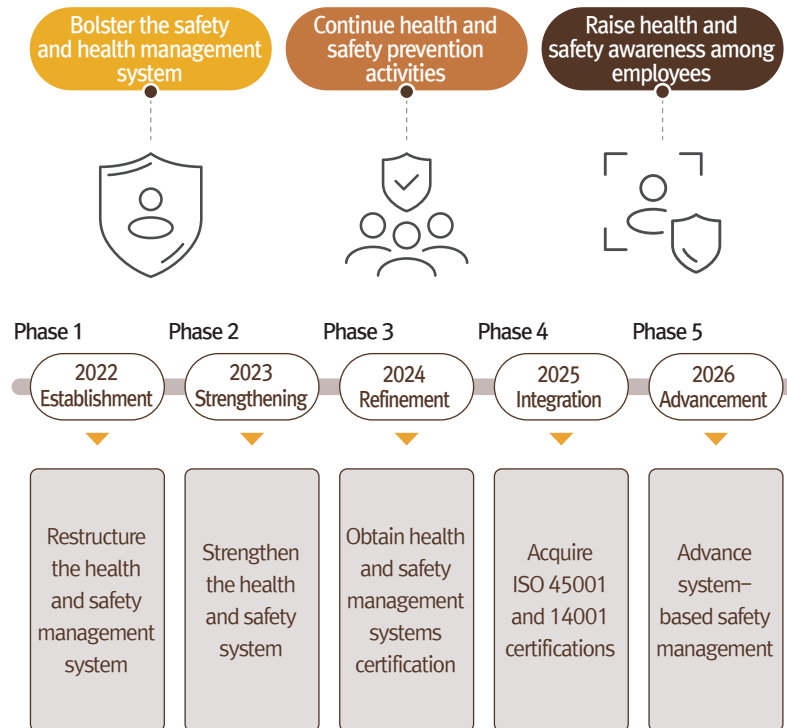 Bolster the safety
and health management
system
Continue health and
safety prevention
activities
Raise health and
safety awareness among
employees
Phase 1
Phase 2
Phase 3
Phase 4
Phase 5
2022
Establishment
2023
Strengthening
2024
Refinement
2025
Integration
2026
Advancement
Restructure
the health
and safety
management
system
Strengthen
the health
and safety
system
Obtain health
and safety
management
systems
certification
Acquire
ISO 45001
and 14001
certifications
Advance
system–
based safety
management